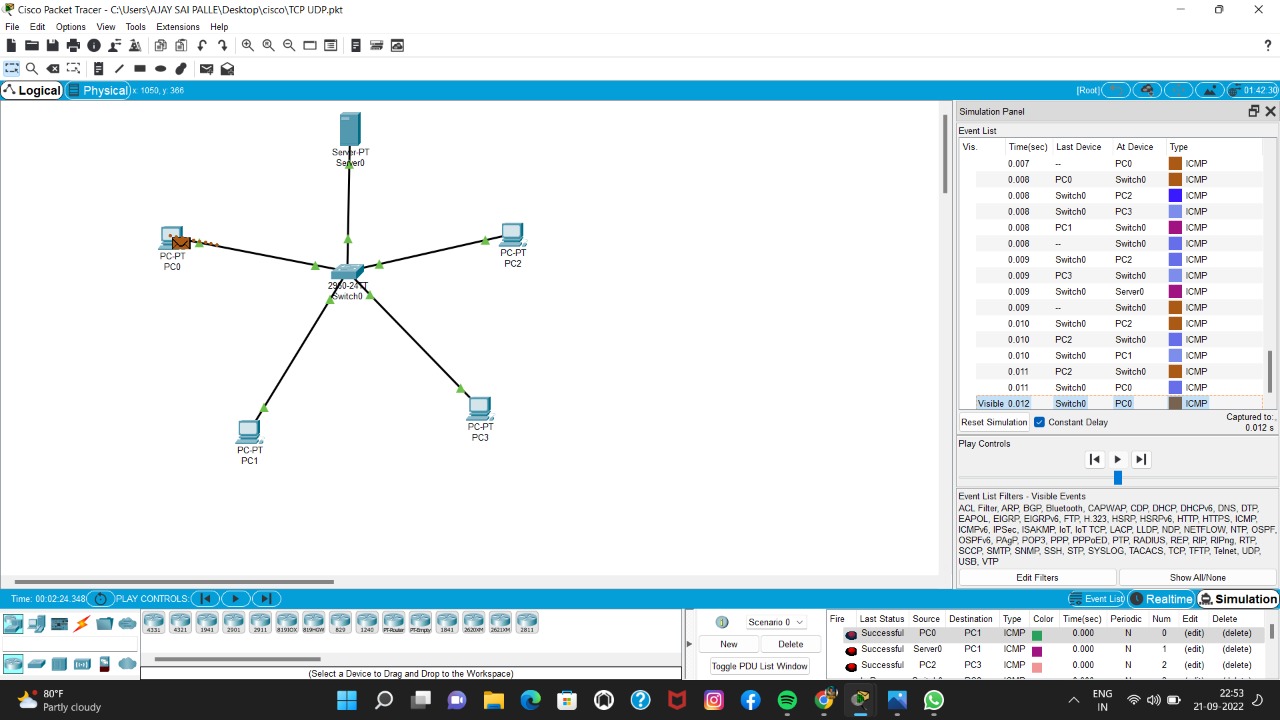 Cisco Packet Tracer - C:\Users\AJAY SAI PALLE\Desktop\cisco\TCP UDP.pkt
File Edit Options View Tools Extensions Help
?
Logical Physical x: 1050, y: 366 [Root] 01:42:30
Server-PT
Server0
PC-PT
PC0
PC-PT
PC2
2950-24TT
Switch0
PC-PT
PC1
PC-PT
PC3
Simulation Panel
Event List
Vis. Time(sec) Last Device At Device Type
0.007 -- PC0 ICMP
0.008 PC0 Switch0 ICMP
0.008 Switch0 PC2 ICMP
0.008 Switch0 PC3 ICMP
0.008 PC1 Switch0 ICMP
0.008 -- Switch0 ICMP
0.009 Switch0 PC2 ICMP
0.009 PC3 Switch0 ICMP
0.009 Switch0 Server0 ICMP
0.009 -- Switch0 ICMP
0.010 Switch0 PC2 ICMP
0.010 PC2 Switch0 ICMP
0.010 Switch0 PC1 ICMP
0.011 PC2 Switch0 ICMP
0.011 Switch0 PC0 ICMP
Visible 0.012 Switch0 PC0 ICMP
Reset Simulation Constant Delay Captured to:
0.012 s
Play Controls
Event List Filters - Visible Events
ACL Filter, ARP, BGP, Bluetooth, CAPWAP, CDP, DHCP, DHCPv6, DNS, DTP,
EAPOL, EIGRP, EIGRPv6, FTP, H.323, HSRP, HSRPv6, HTTP, HTTPS, ICMP,
ICMPv6, IPSec, ISAKMP, IoT, IoT TCP, LACP, LLDP, NDP, NETFLOW, NTP, OSPF,
OSPFv6, PAgP, POP3, PPP, PPPoED, PTP, RADIUS, REP, RIP, RIPng, RTP,
SCCP, SMTP, SNMP, SSH, STP, SYSLOG, TACACS, TCP, TFTP, Telnet, UDP,
USB, VTP
Edit Filters Show All/None
Time: 00:02:24.348 PLAY CONTROLS: Event List Realtime Simulation
4331 4321 1941 2901 2911 819IOX 819HGW 829 1240 PT-Router PT-Empty 1841 2620XM 2621XM 2811
(Select a Device to Drag and Drop to the Workspace)
Scenario 0
New Delete
Toggle PDU List Window
Fire Last Status Source Destination Type Color Time(sec) Periodic Num Edit Delete
Successful PC0 PC1 ICMP 0.000 N 0 (edit) (delete)
Successful Server0 PC1 ICMP 0.000 N 1 (edit) (delete)
Successful PC2 PC3 ICMP 0.000 N 2 (edit) (delete)
80°F
Partly cloudy
ENG
IN
22:53
21-09-2022